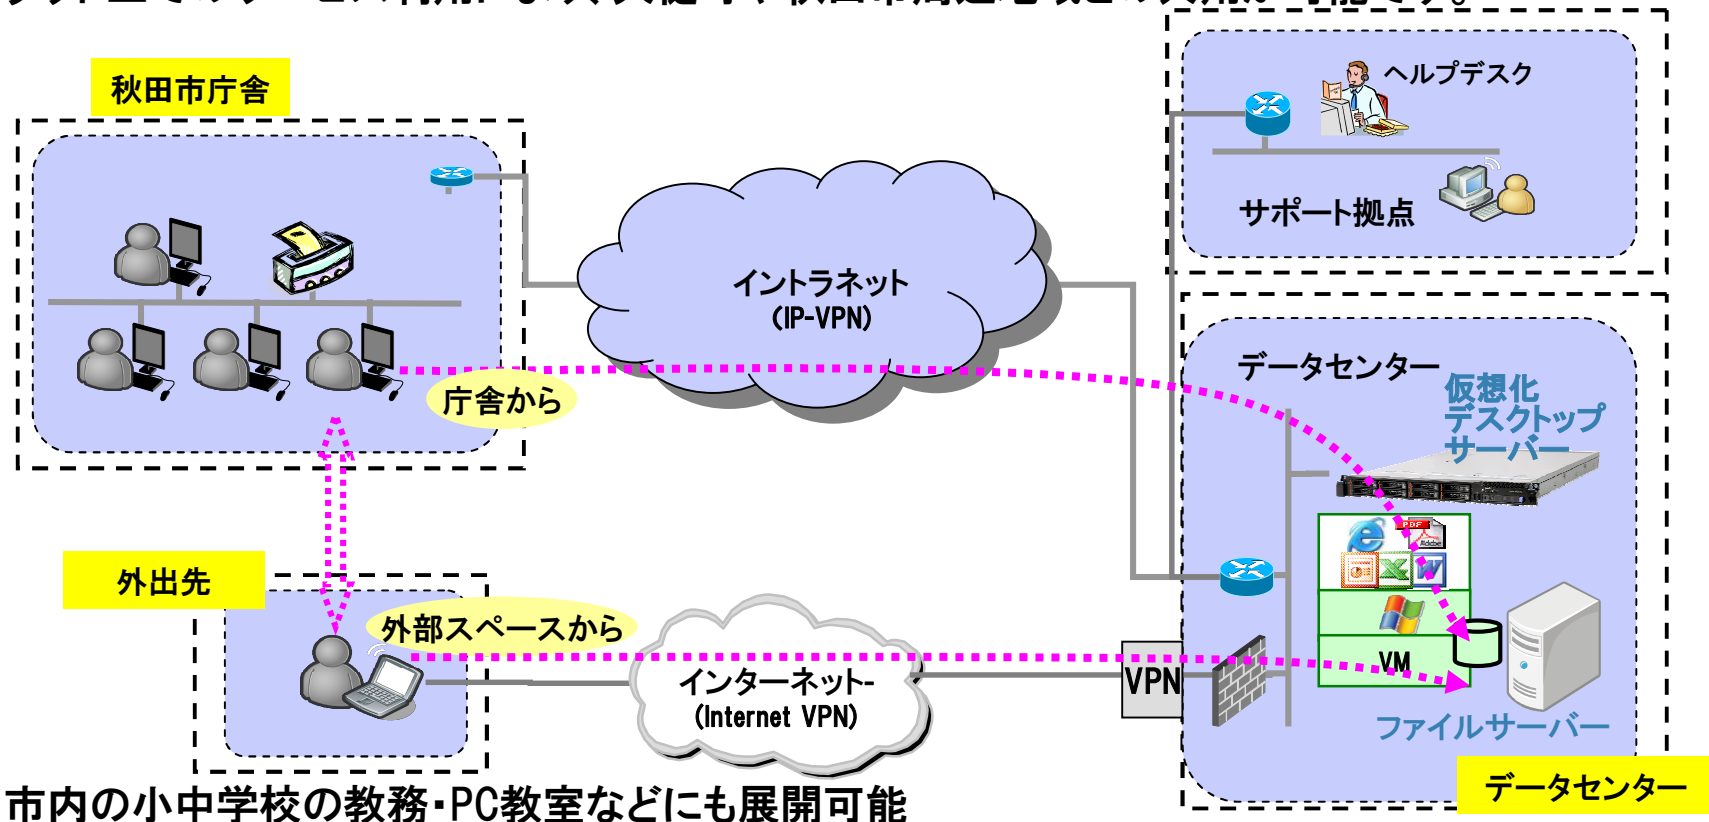 秋田市庁舎
ヘルプデスク
サポート拠点
イントラネット
(IP-VPN)
庁舎から
データセンター
仮想化
デスクトップ
サーバー
PDF
Adobe
外出先
外部スペースから
インターネット-
(Internet VPN)
VPN
VM
ファイルサーバー
データセンター
市内の小中学校の教務・PC教室などにも展開可能